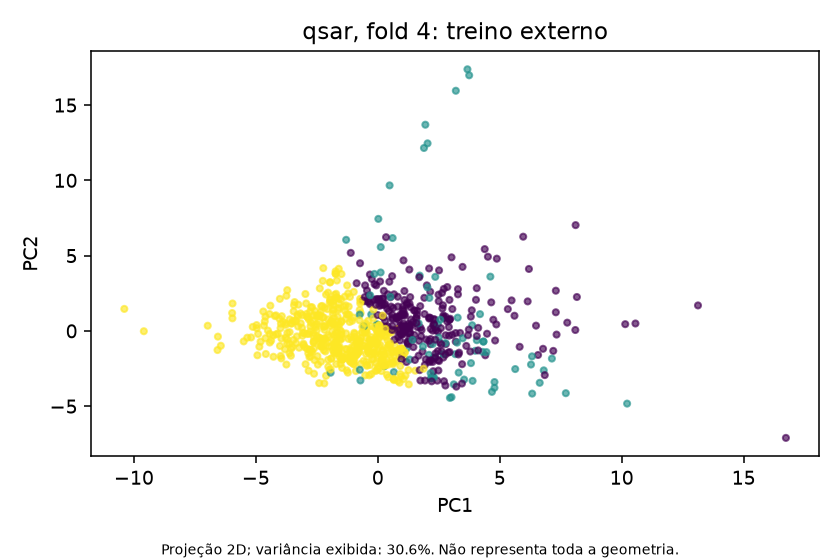 qsar, fold 4: treino externo
15
10
5
0
−5
PC2
−10
−5
0
5
10
15
PC1
Projeção 2D; variância exibida: 30.6%. Não representa toda a geometria.